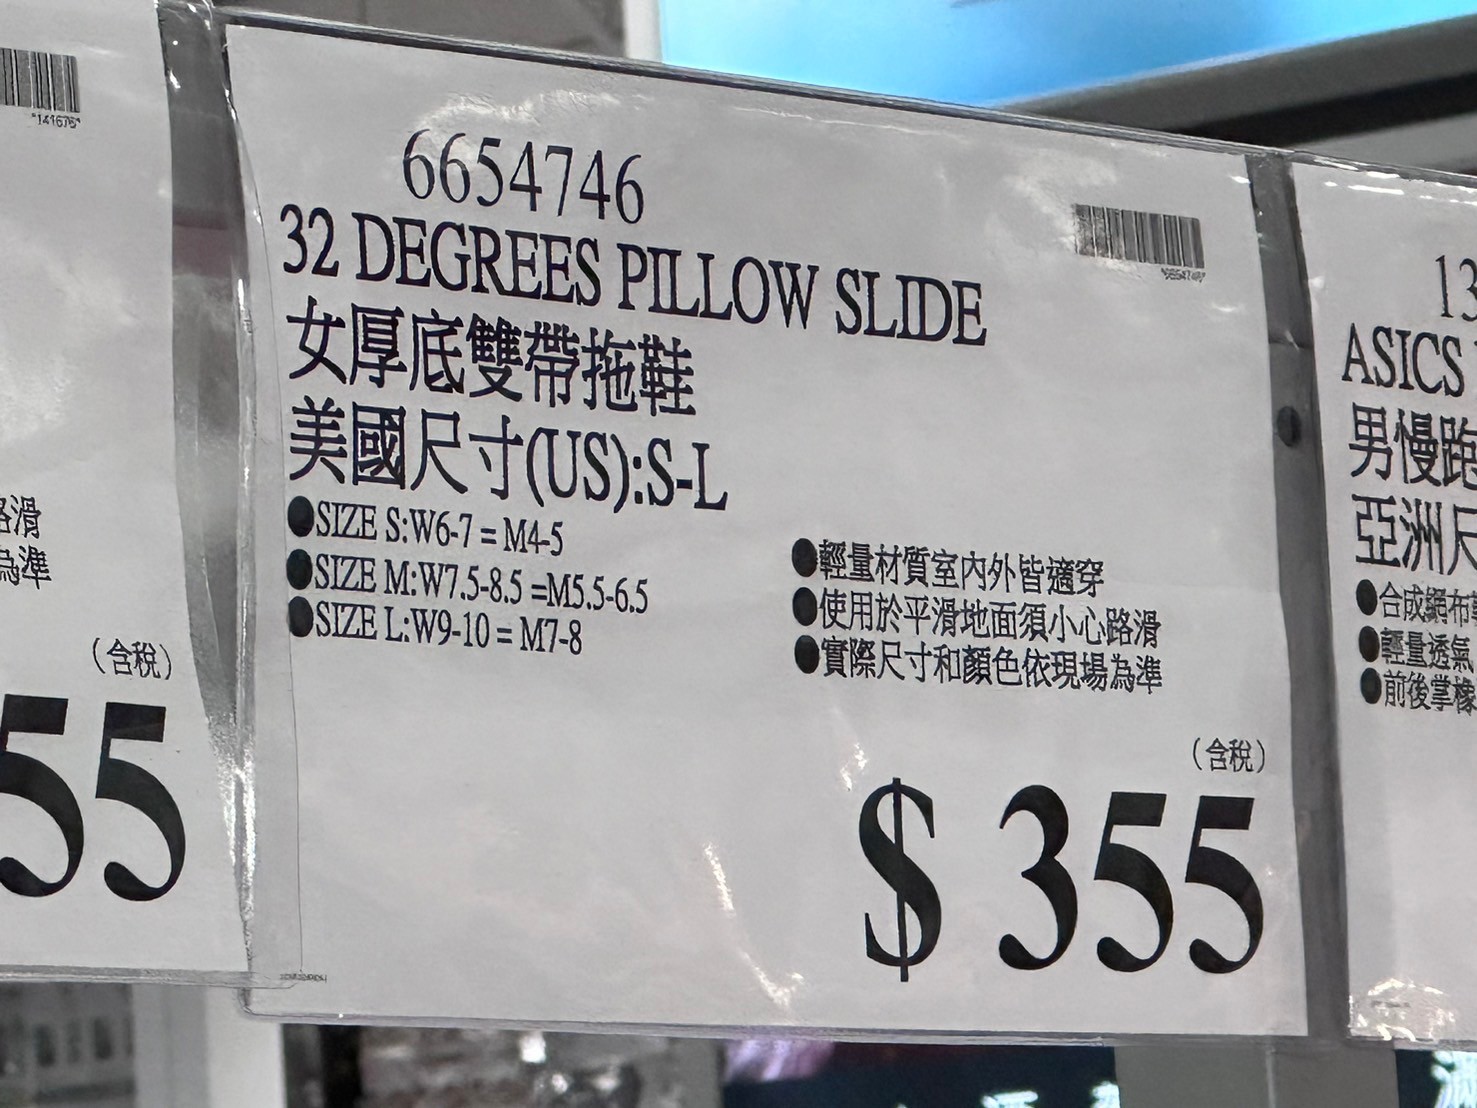 *141676*
路滑
為準
(含稅)
55
6654746
32 DEGREES PILLOW SLIDE
女厚底雙帶拖鞋
美國尺寸(US):S-L
●SIZE S:W6-7 = M4-5
●SIZE M:W7.5-8.5 =M5.5-6.5
●SIZE L:W9-10 = M7-8
*6654746*
●輕量材質室內外皆適穿
●使用於平滑地面須小心路滑
●實際尺寸和顏色依現場為準
(含稅)
$ 355
13
ASICS
男慢跑
亞洲尺
●合成網布
●輕量透氣
●前後掌橡